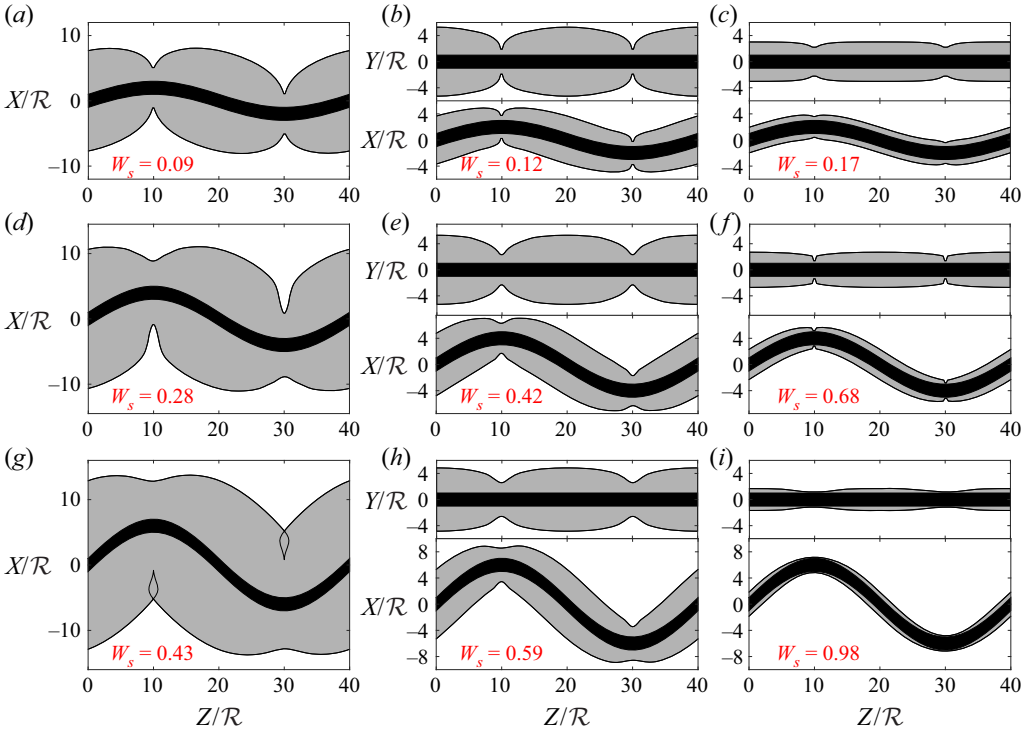 (a)
10
X/R
0
−10
W_s = 0.09
0 10 20 30 40
(b)
4
Y/R 0
−4
4
X/R 0
−4
W_s = 0.12
0 10 20 30 40
(c)
4
0
−4
4
0
−4
W_s = 0.17
0 10 20 30 40
(d)
10
X/R
0
−10
W_s = 0.28
0 10 20 30 40
(e)
4
Y/R 0
−4
4
X/R 0
−4
W_s = 0.42
0 10 20 30 40
(f)
4
0
−4
4
0
−4
W_s = 0.68
0 10 20 30 40
(g)
10
X/R
0
−10
W_s = 0.43
0 10 20 30 40
Z/R
(h)
4
Y/R 0
−4
8
4
X/R 0
−4
−8
W_s = 0.59
0 10 20 30 40
Z/R
(i)
4
0
−4
8
4
0
−4
−8
W_s = 0.98
0 10 20 30 40
Z/R